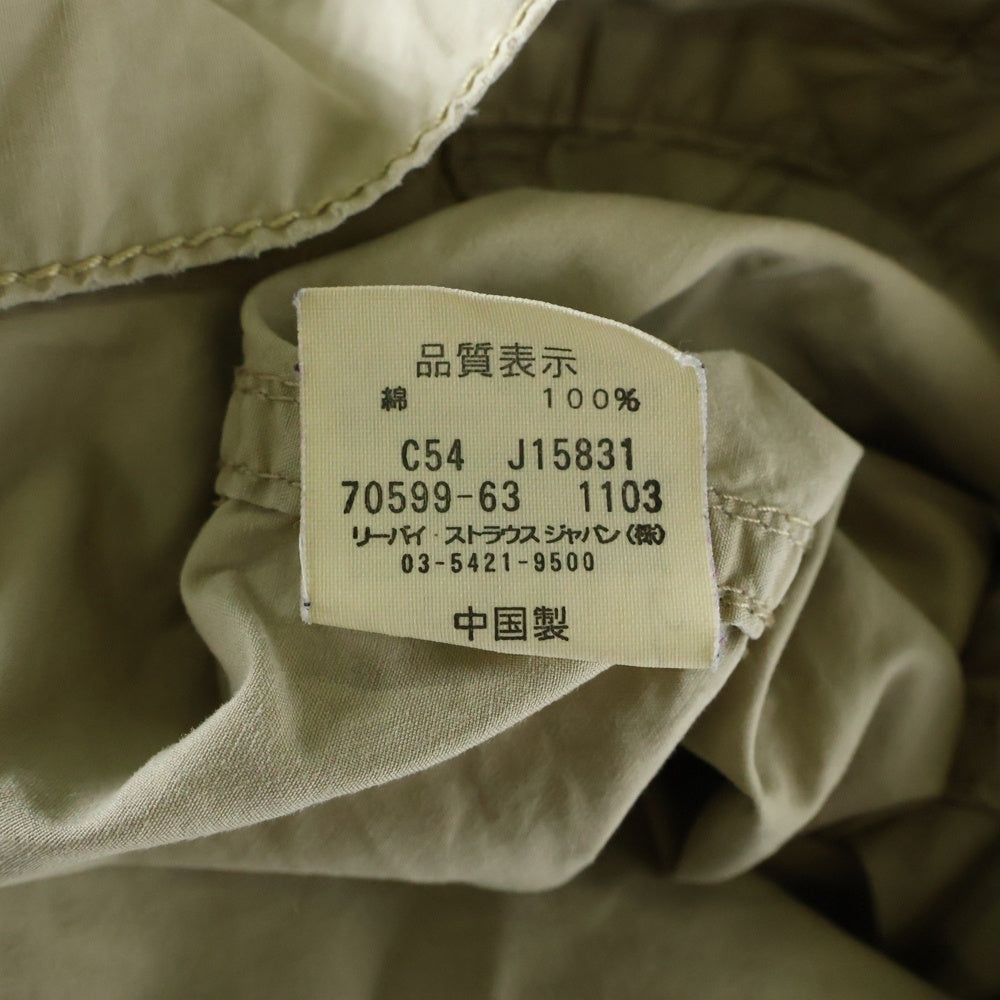 品質表示
綿 100%
C54 J15831
70599-63 1103
リーバイ・ストラウスジャパン(株)
03-5421-9500
中国製